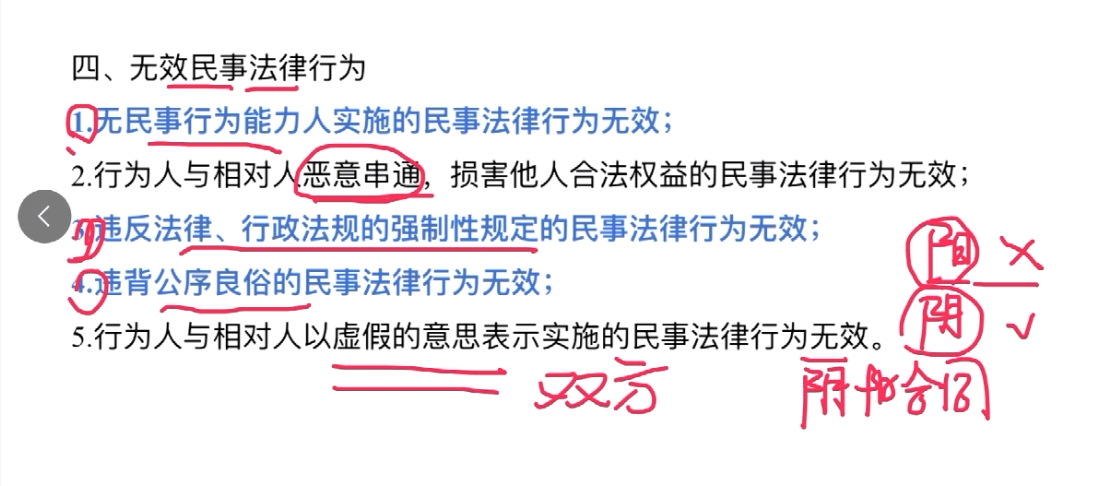 四、无效民事法律行为
1.无民事行为能力人实施的民事法律行为无效；
2.行为人与相对人恶意串通，损害他人合法权益的民事法律行为无效；
3.违反法律、行政法规的强制性规定的民事法律行为无效；
阳 ×
4.违背公序良俗的民事法律行为无效；
5.行为人与相对人以虚假的意思表示实施的民事法律行为无效。
阴 √
双方 阴阳合同